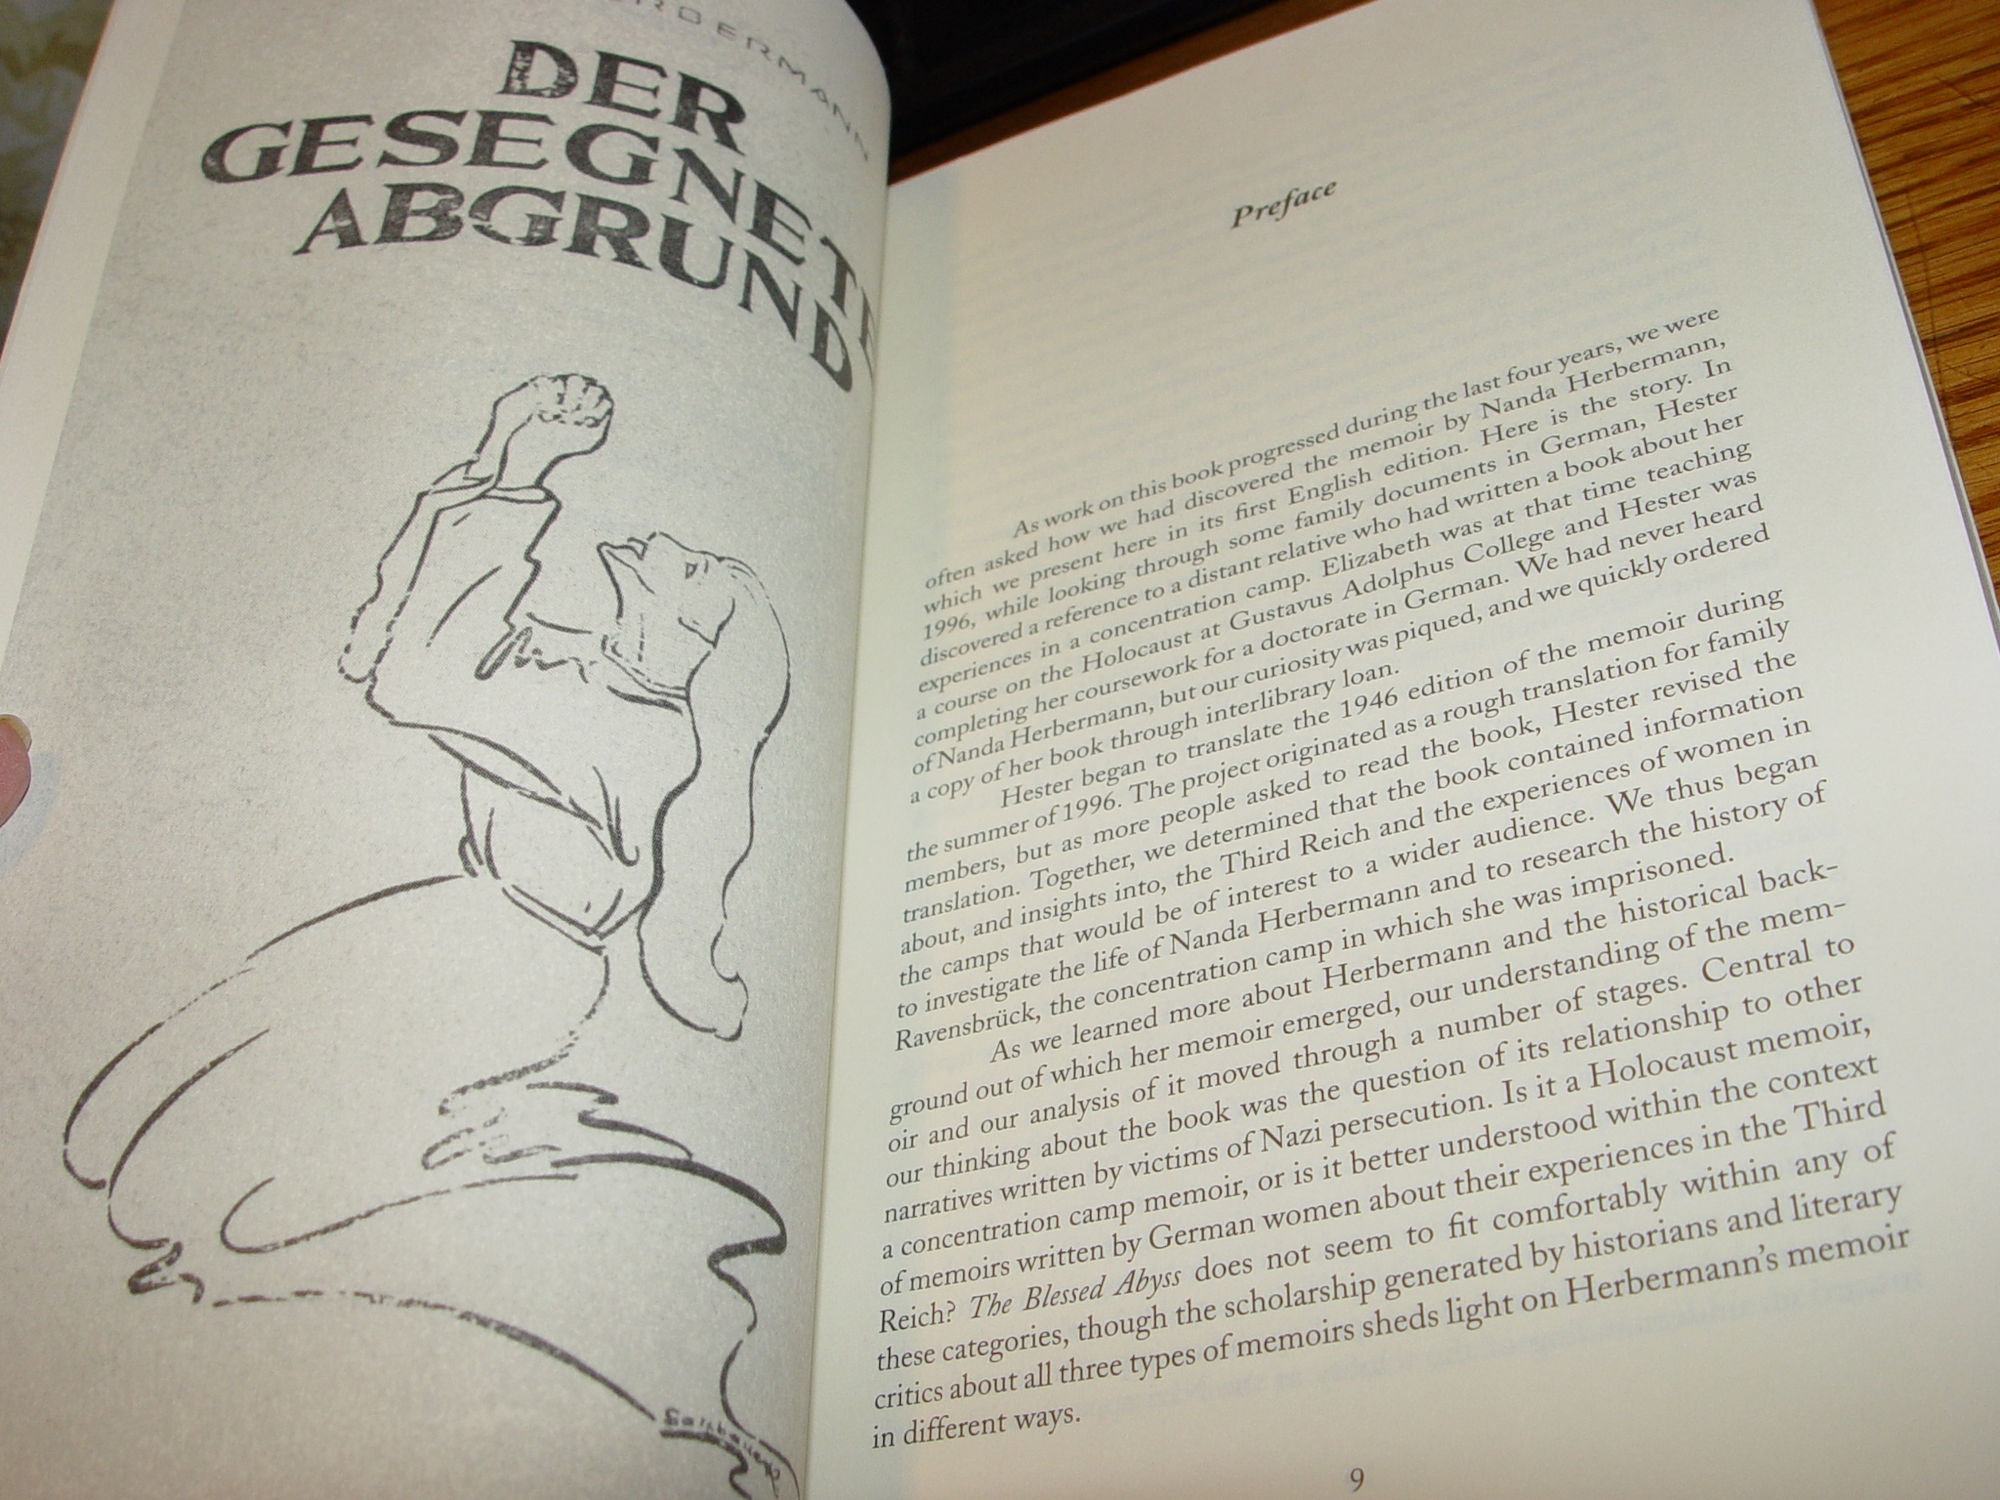 DER
GESEGNETE
ABGRUND
Preface
As work on this book progressed during the last four years, we were
often asked how we had discovered the memoir by Nanda Herbermann,
which we present here in its first English edition. Here is the story. In
1996, while looking through some family documents in German, Hester
discovered a reference to a distant relative who had written a book about her
experiences in a concentration camp. Elizabeth was at that time teaching
a course on the Holocaust at Gustavus Adolphus College and Hester was
completing her coursework for a doctorate in German. We had never heard
of Nanda Herbermann, but our curiosity was piqued, and we quickly ordered
a copy of her book through interlibrary loan.
Hester began to translate the 1946 edition of the memoir during
the summer of 1996. The project originated as a rough translation for family
members, but as more people asked to read the book, Hester revised the
translation. Together, we determined that the book contained information
about, and insights into, the Third Reich and the experiences of women in
the camps that would be of interest to a wider audience. We thus began
to investigate the life of Nanda Herbermann and to research the history of
Ravensbrück, the concentration camp in which she was imprisoned.
As we learned more about Herbermann and the historical back-
ground out of which her memoir emerged, our understanding of the mem-
oir and our analysis of it moved through a number of stages. Central to
our thinking about the book was the question of its relationship to other
narratives written by victims of Nazi persecution. Is it a Holocaust memoir,
a concentration camp memoir, or is it better understood within the context
of memoirs written by German women about their experiences in the Third
Reich? The Blessed Abyss does not seem to fit comfortably within any of
these categories, though the scholarship generated by historians and literary
critics about all three types of memoirs sheds light on Herbermann's memoir
in different ways.
9